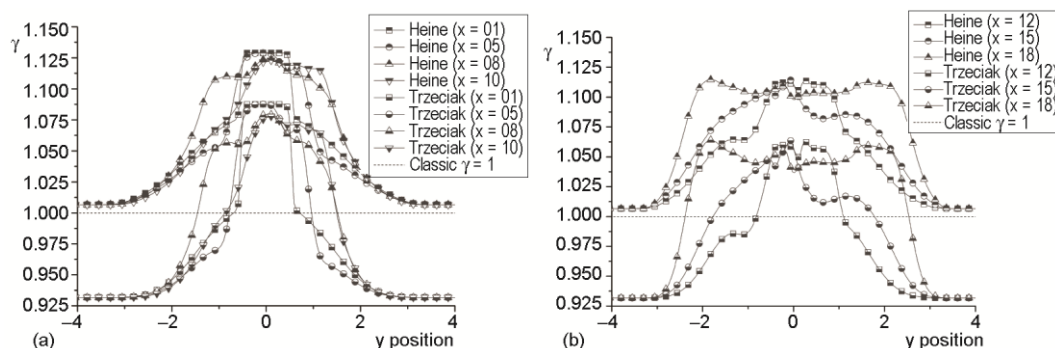 1.150
1.125
1.100
1.075
1.050
1.025
1.000
0.975
0.950
0.925
γ
Heine (x = 01)
Heine (x = 05)
Heine (x = 08)
Heine (x = 10)
Trzeciak (x = 01)
Trzeciak (x = 05)
Trzeciak (x = 08)
Trzeciak (x = 10)
Classic γ = 1
–4
–2
0
2
4
(a)
y position
1.150
1.125
1.100
1.075
1.050
1.025
1.000
0.975
0.950
0.925
γ
Heine (x = 12)
Heine (x = 15)
Heine (x = 18)
Trzeciak (x = 12)
Trzeciak (x = 15)
Trzeciak (x = 18)
Classic γ = 1
–4
–2
0
2
4
(b)
y position